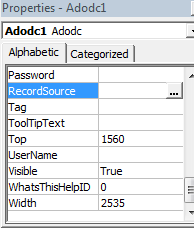 Properties - Adodc1
Adodc1 Adodc
Alphabetic Categorized
Password
RecordSource ...
Tag
ToolTipText
Top 1560
UserName
Visible True
WhatsThisHelpID 0
Width 2535